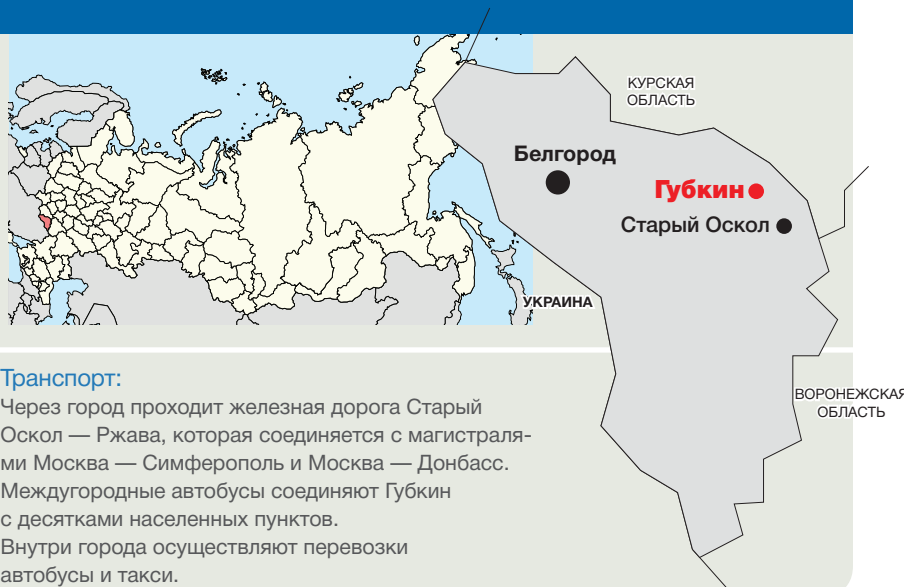 КУРСКАЯ
ОБЛАСТЬ
Белгород
Губкин
Старый Оскол
УКРАИНА
ВОРОНЕЖСКАЯ
ОБЛАСТЬ
Транспорт:
Через город проходит железная дорога Старый
Оскол — Ржава, которая соединяется с магистраля-
ми Москва — Симферополь и Москва — Донбасс.
Междугородные автобусы соединяют Губкин
с десятками населенных пунктов.
Внутри города осуществляют перевозки
автобусы и такси.